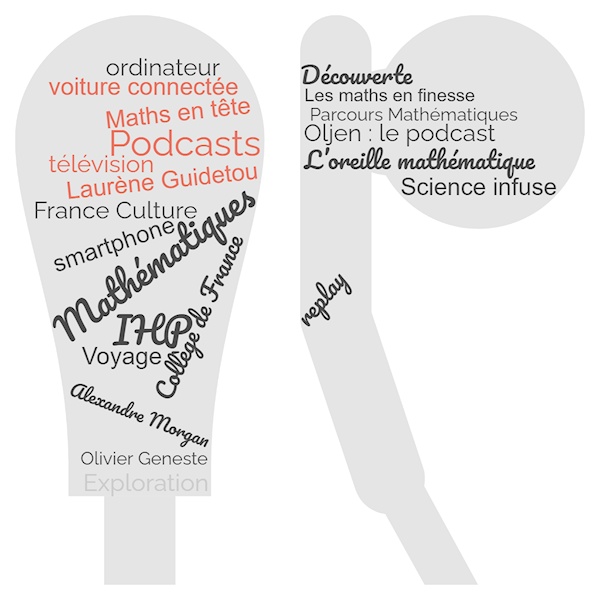 ordinateur
voiture connectée
Maths en tête
Podcasts
télévision
Laurène Guidetou
France Culture
smartphone
Mathématiques
IHP
Voyage
Collège de France
Alexandre Morgan
Olivier Geneste
Exploration
Découverte
Les maths en finesse
Parcours Mathématiques
Oljen : le podcast
L'oreille mathématique
Science infuse
replay